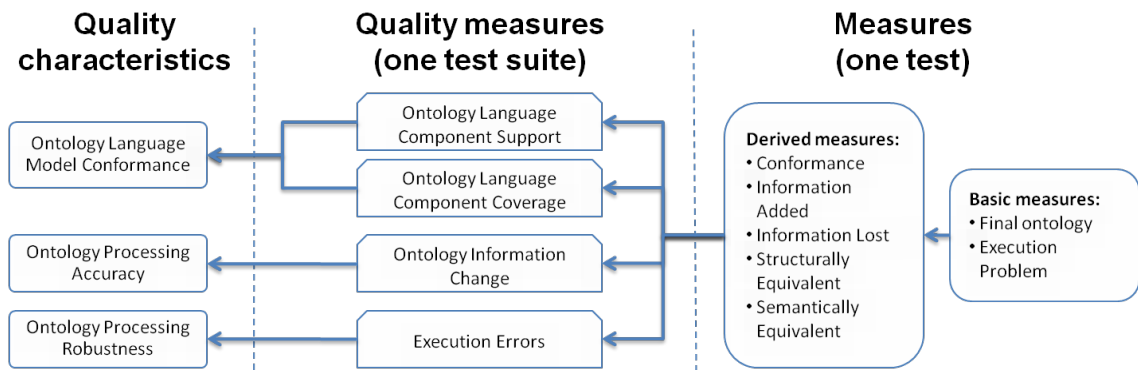 Quality
characteristics
Quality measures
(one test suite)
Measures
(one test)
Ontology Language
Model Conformance
Ontology Processing
Accuracy
Ontology Processing
Robustness
Ontology Language
Component Support
Ontology Language
Component Coverage
Ontology Information
Change
Execution Errors
Derived measures:
• Conformance
• Information
Added
• Information Lost
• Structurally
Equivalent
• Semantically
Equivalent
Basic measures:
• Final ontology
• Execution
Problem